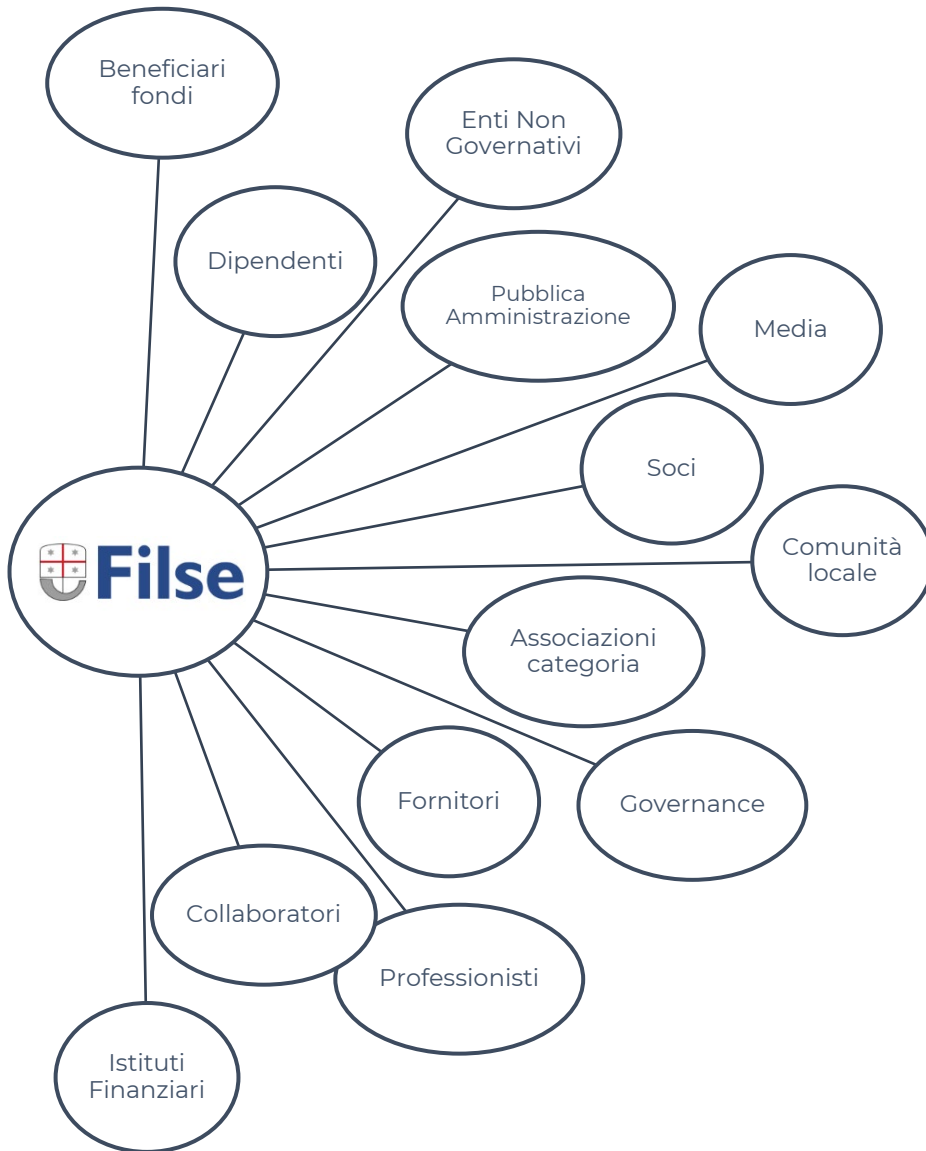 Beneficiari
fondi
Enti Non
Governativi
Dipendenti
Pubblica
Amministrazione
Media
Soci
Comunità
locale
Filse
Associazioni
categoria
Fornitori
Governance
Collaboratori
Professionisti
Istituti
Finanziari